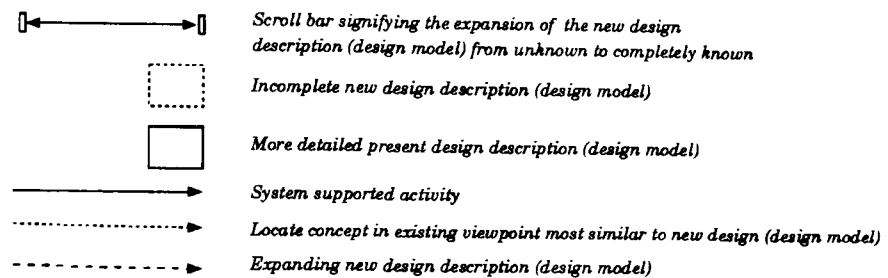 Scroll bar signifying the expansion of the new design
description (design model) from unknown to completely known
Incomplete new design description (design model)
More detailed present design description (design model)
System supported activity
Locate concept in existing viewpoint most similar to new design (design model)
Expanding new design description (design model)